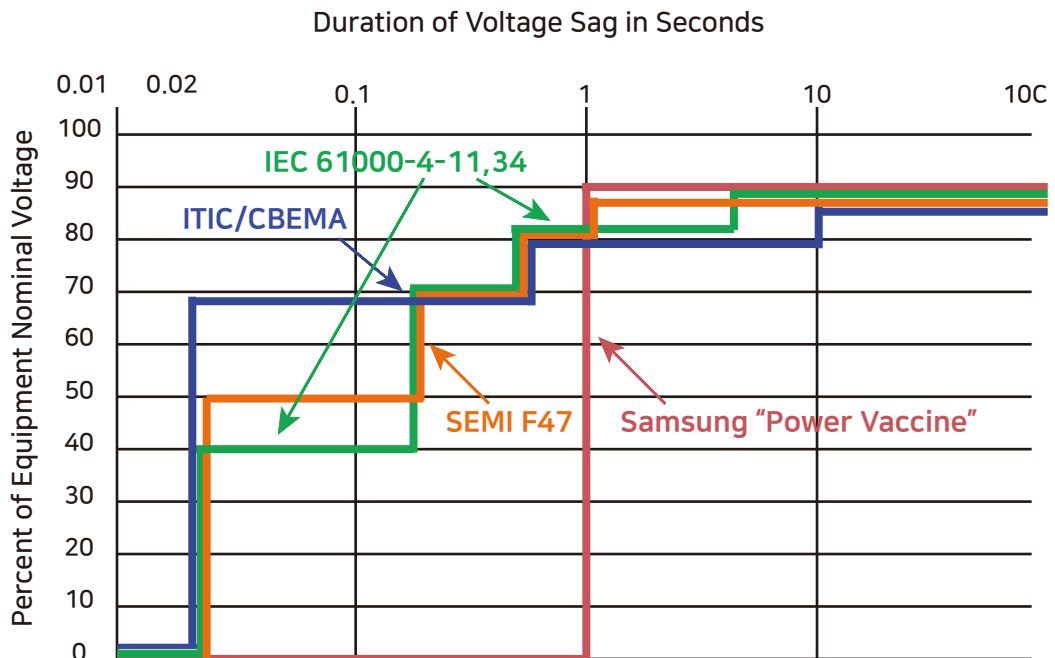 Duration of Voltage Sag in Seconds
0.01 0.02 0.1 1 10 10C
Percent of Equipment Nominal Voltage
100
90
80
70
60
50
40
30
20
10
0
IEC 61000-4-11,34
ITIC/CBEMA
SEMI F47
Samsung “Power Vaccine”